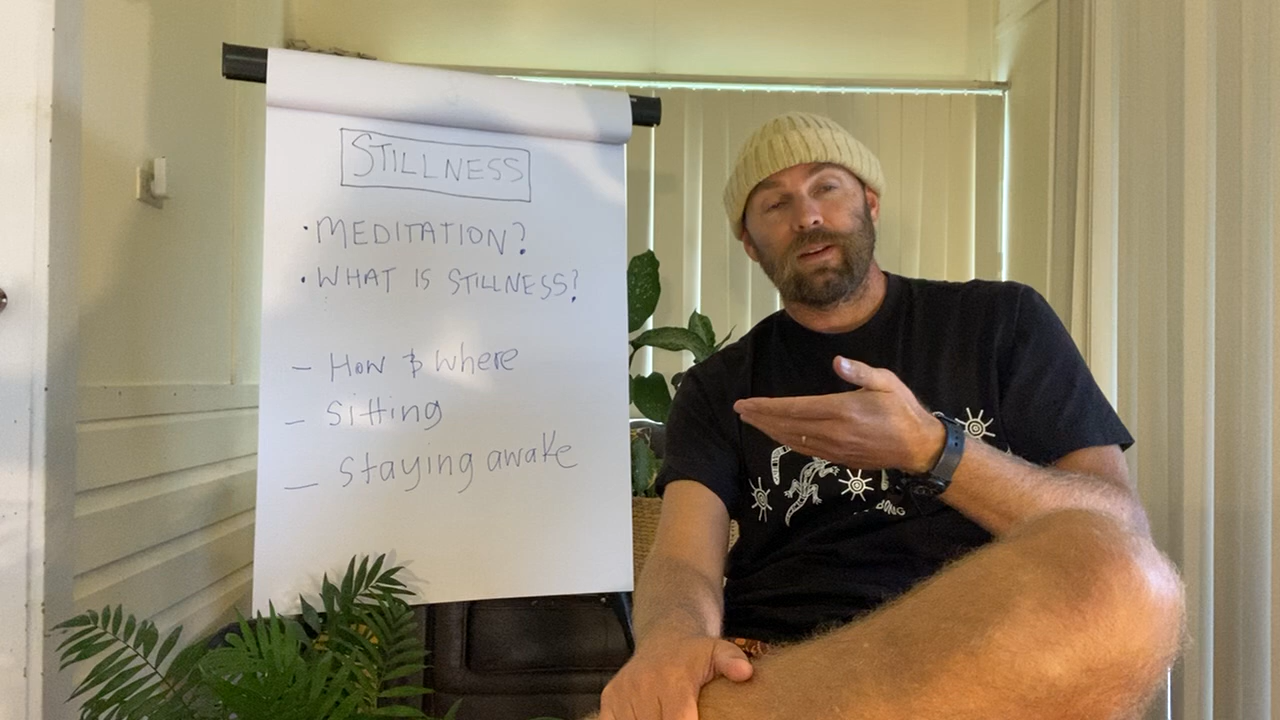 STILLNESS
• MEDITATION?
• WHAT IS STILLNESS?
– How & where
– sitting
– staying awake